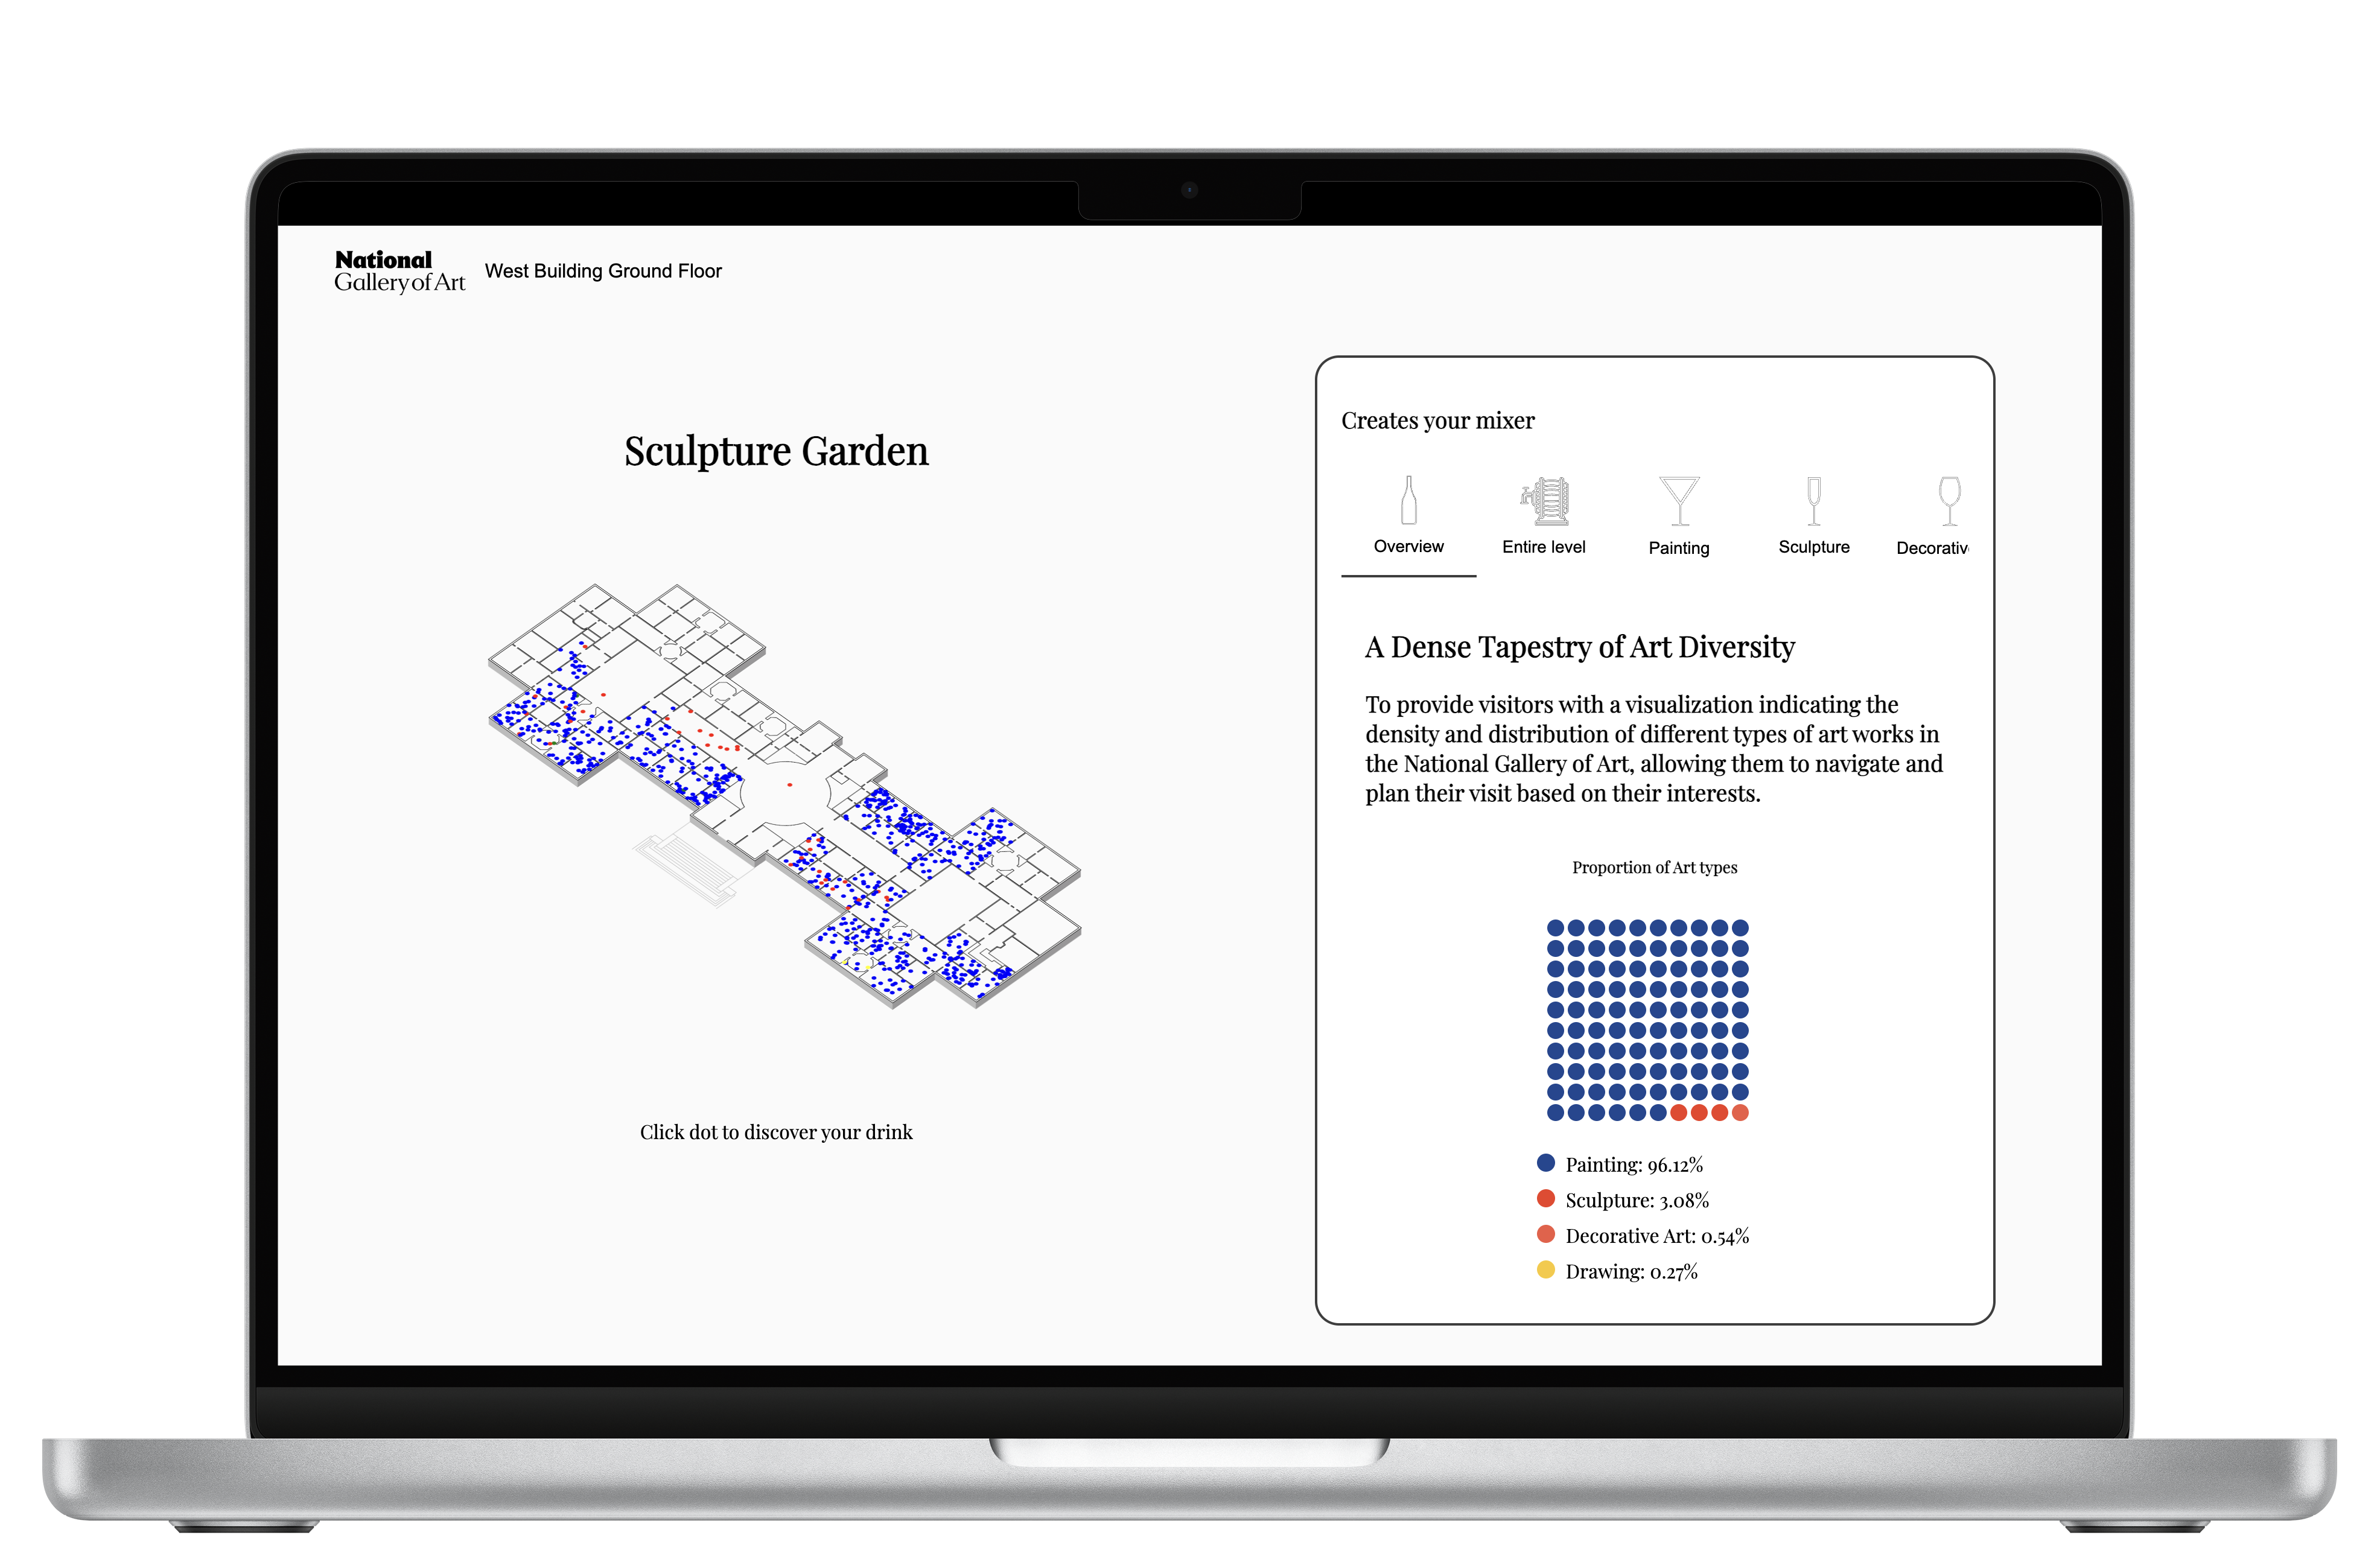 National
Gallery of Art
West Building Ground Floor
Sculpture Garden
Click dot to discover your drink
Creates your mixer
Overview
Entire level
Painting
Sculpture
Decorativ
A Dense Tapestry of Art Diversity
To provide visitors with a visualization indicating the
density and distribution of different types of art works in
the National Gallery of Art, allowing them to navigate and
plan their visit based on their interests.
Proportion of Art types
Painting: 96.12%
Sculpture: 3.08%
Decorative Art: 0.54%
Drawing: 0.27%